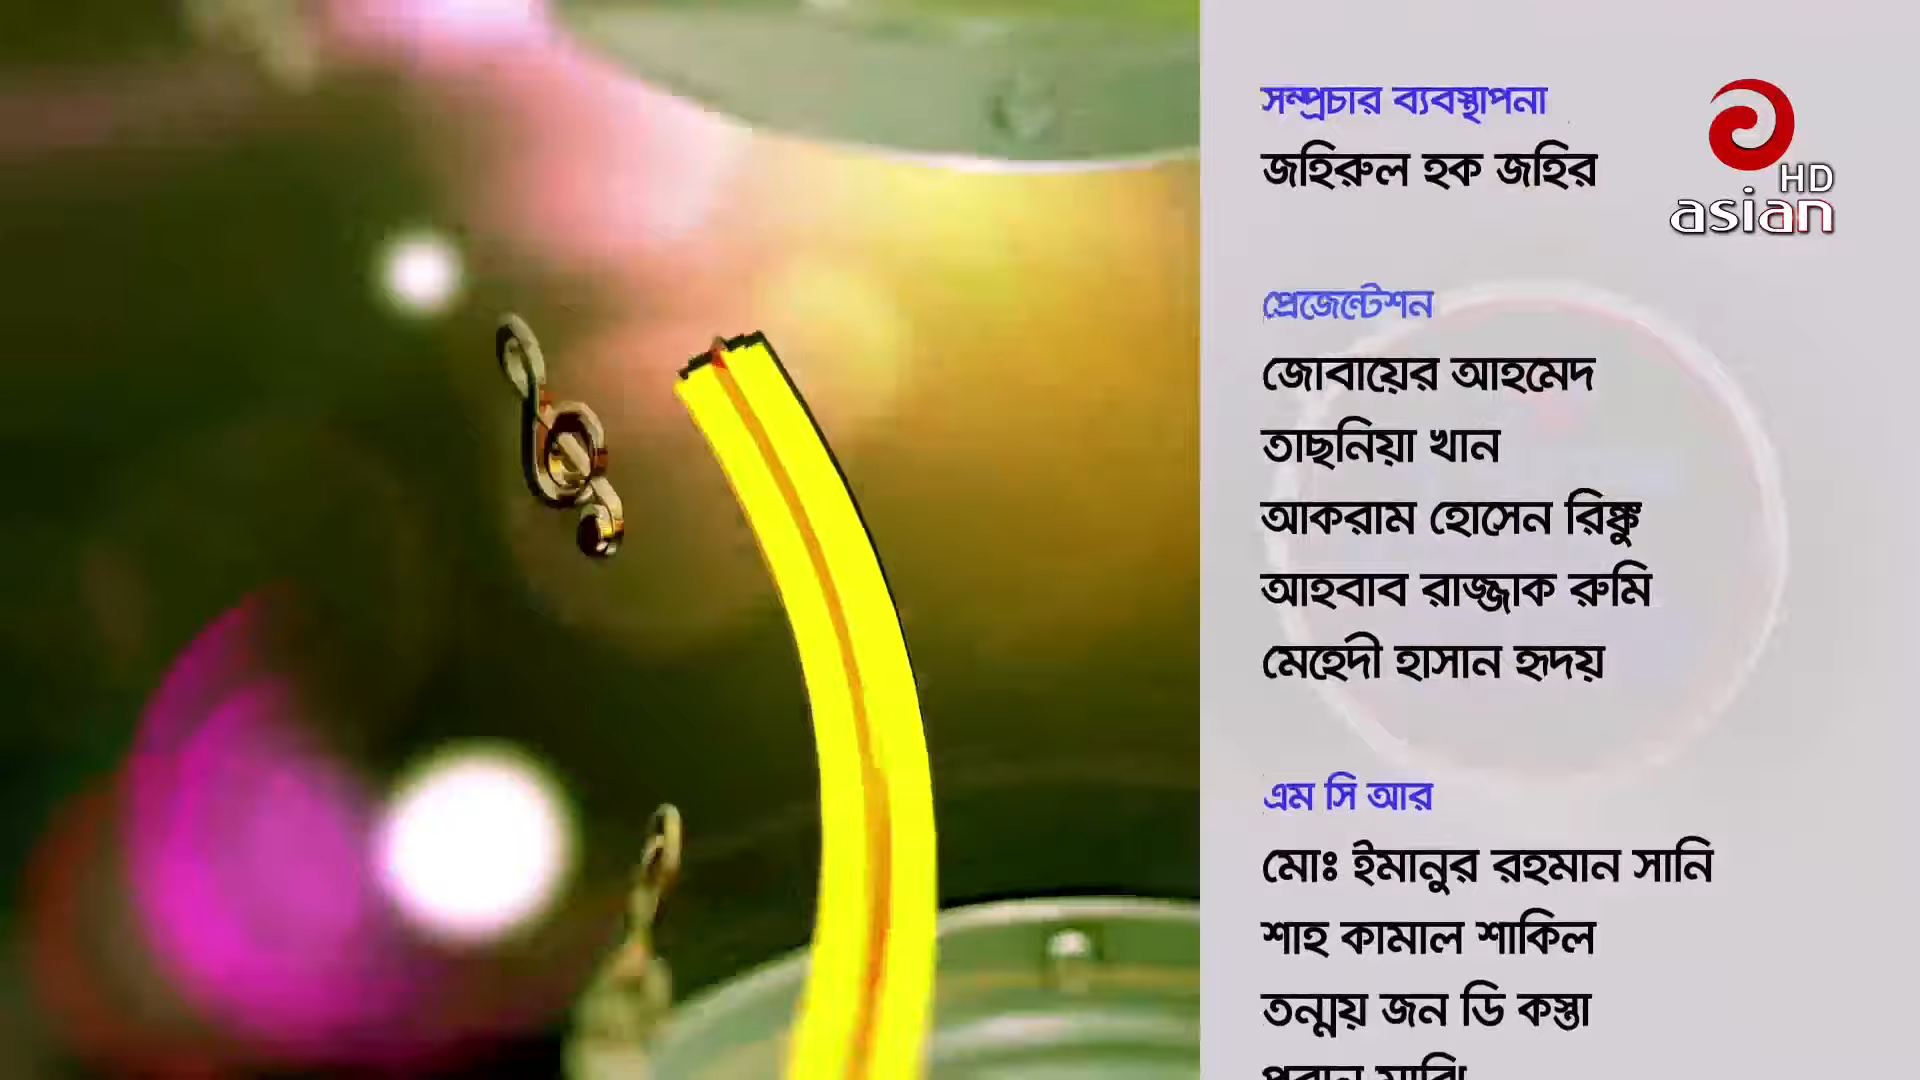 সম্প্রচার ব্যবস্থাপনা
জহিরুল হক জহির
HD
asian
প্রেজেন্টেশন
জোবায়ের আহমেদ
তাছনিয়া খান
আকরাম হোসেন রিঙ্কু
আহবাব রাজ্জাক রুমি
মেহেদী হাসান হৃদয়
এম সি আর
মোঃ ইমানুর রহমান সানি
শাহ কামাল শাকিল
তন্ময় জন ডি কস্তা